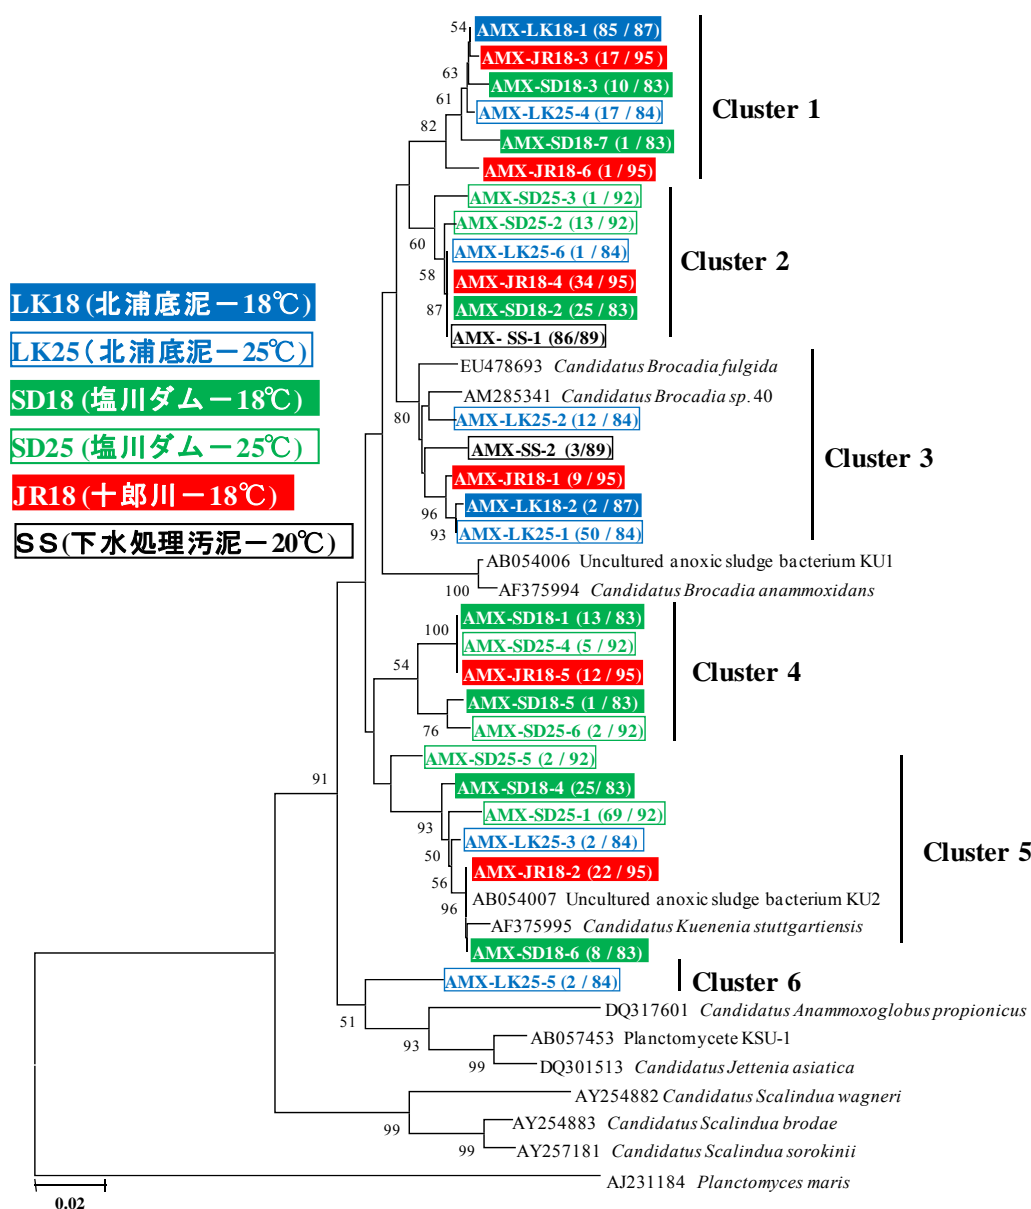 54
AMX-LK18-1 (85 / 87)
AMX-JR18-3 (17 / 95)
63
AMX-SD18-3 (10 / 83)
61
AMX-LK25-4 (17 / 84)
Cluster 1
82
AMX-SD18-7 (1 / 83)
AMX-JR18-6 (1 / 95)
AMX-SD25-3 (1 / 92)
AMX-SD25-2 (13 / 92)
60
AMX-LK25-6 (1 / 84)
Cluster 2
58
AMX-JR18-4 (34 / 95)
87
AMX-SD18-2 (25 / 83)
AMX- SS-1 (86/89)
LK18 (北浦底泥－18℃)
LK25 (北浦底泥－25℃)
SD18 (塩川ダム－18℃)
SD25 (塩川ダム－25℃)
JR18 (十郎川－18℃)
ＳＳ(下水処理汚泥－20℃)
EU478693 Candidatus Brocadia fulgida
AM285341 Candidatus Brocadia sp. 40
80
AMX-LK25-2 (12 / 84)
AMX-SS-2 (3/89)
Cluster 3
AMX-JR18-1 (9 / 95)
96
AMX-LK18-2 (2 / 87)
93
AMX-LK25-1 (50 / 84)
AB054006 Uncultured anoxic sludge bacterium KU1
100
AF375994 Candidatus Brocadia anammoxidans
AMX-SD18-1 (13 / 83)
100
AMX-SD25-4 (5 / 92)
54
AMX-JR18-5 (12 / 95)
Cluster 4
AMX-SD18-5 (1 / 83)
76
AMX-SD25-6 (2 / 92)
AMX-SD25-5 (2 / 92)
91
AMX-SD18-4 (25/ 83)
93
AMX-SD25-1 (69 / 92)
AMX-LK25-3 (2 / 84)
Cluster 5
50
AMX-JR18-2 (22 / 95)
56
AB054007 Uncultured anoxic sludge bacterium KU2
96
AF375995 Candidatus Kuenenia stuttgartiensis
AMX-SD18-6 (8 / 83)
AMX-LK25-5 (2 / 84)
Cluster 6
51
DQ317601 Candidatus Anammoxoglobus propionicus
93
AB057453 Planctomycete KSU-1
99
DQ301513 Candidatus Jettenia asiatica
AY254882 Candidatus Scalindua wagneri
99
AY254883 Candidatus Scalindua brodae
99
AY257181 Candidatus Scalindua sorokinii
AJ231184 Planctomyces maris
0.02